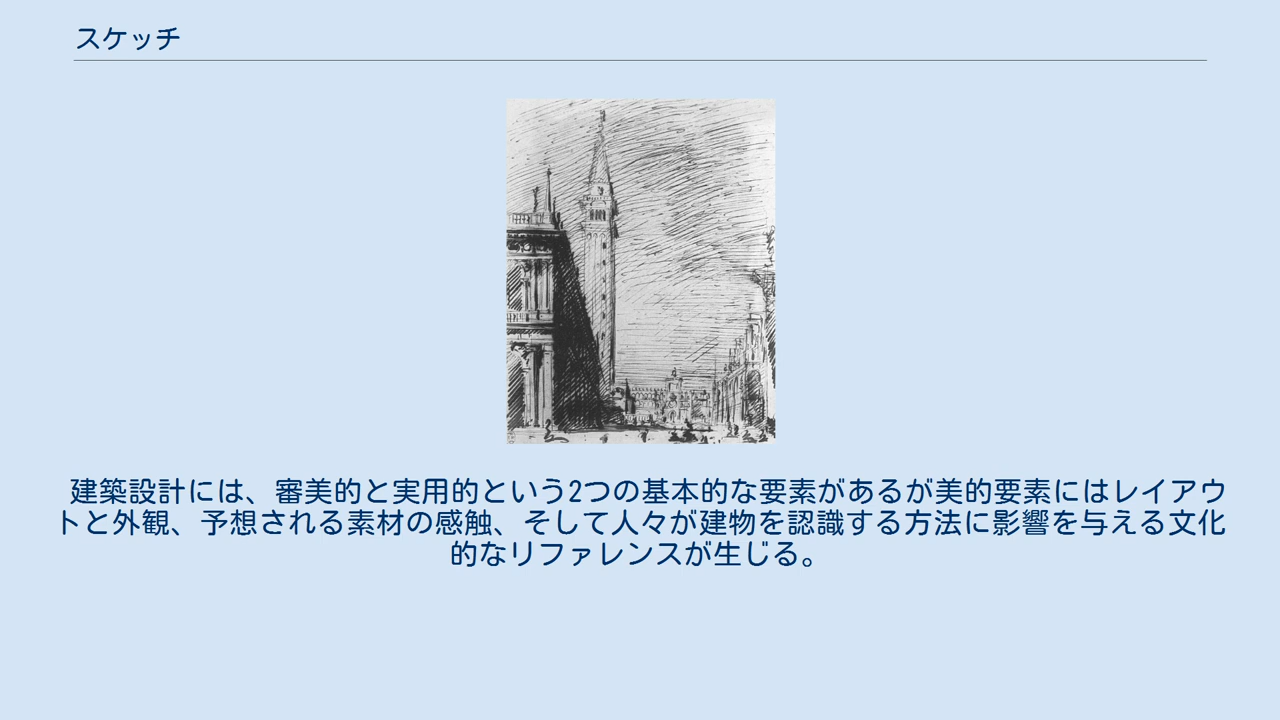 スケッチ
建築設計には、審美的と実用的という2つの基本的な要素があるが美的要素にはレイアウ
トと外観、予想される素材の感触、そして人々が建物を認識する方法に影響を与える文化
的なリファレンスが生じる。